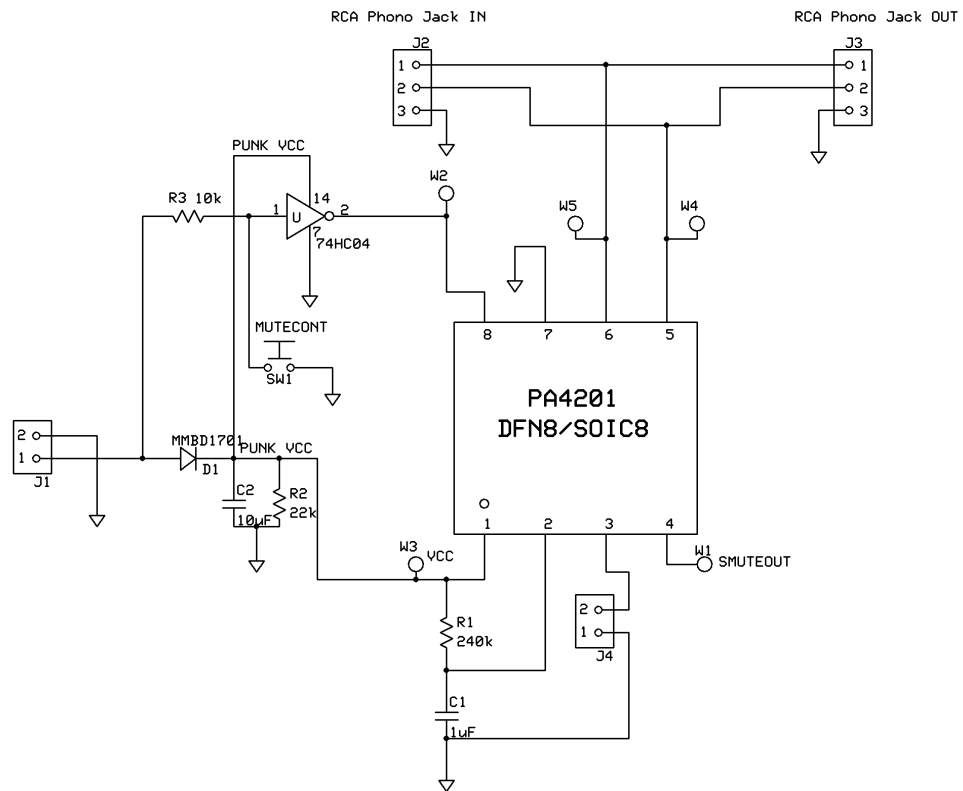 RCA Phono Jack IN
RCA Phono Jack OUT
J2
J3
1
2
3
1
2
3
PUNK VCC
W2
R3 10k
1
U
14
2
7
74HC04
W5
W4
MUTECONT
SW1
8
7
6
5
PA4201
DFN8/SOIC8
2
1
J1
MMBD1701
D1
PUNK VCC
C2
10uF
R2
22k
1
2
3
4
W3
VCC
W1
SMUTEOUT
R1
240k
2
1
J4
C1
1uF